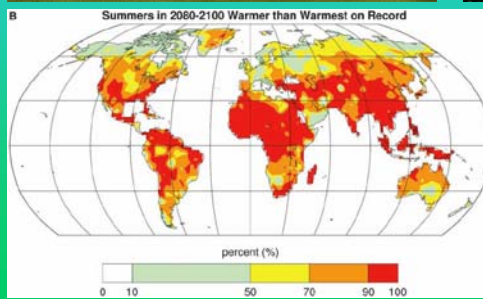 B Summers in 2080-2100 Warmer than Warmest on Record
percent (%)
0 10 50 70 90 100